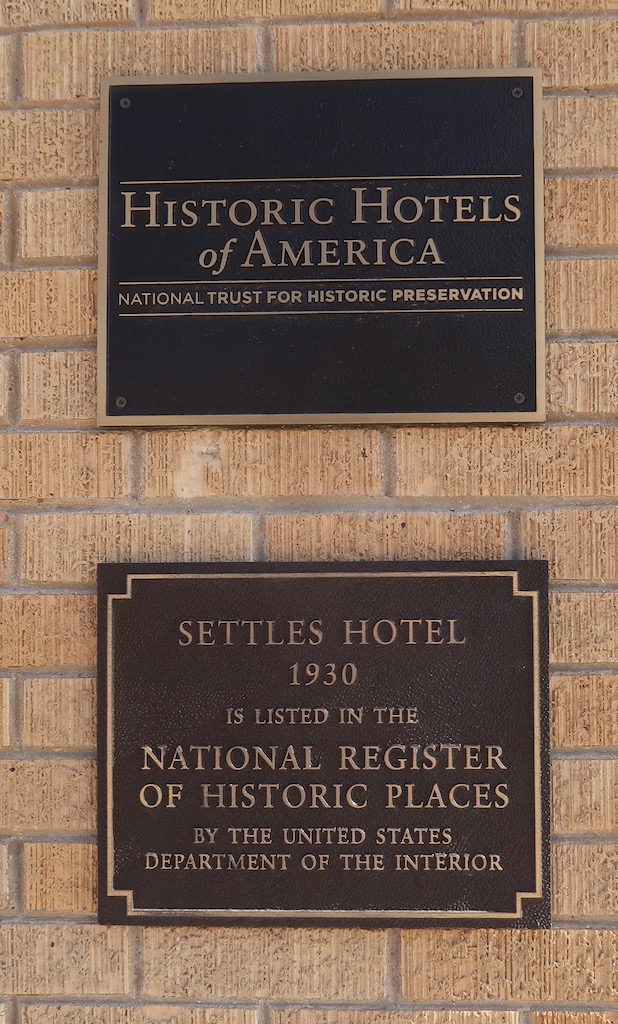 HISTORIC HOTELS
of AMERICA
NATIONAL TRUST FOR HISTORIC PRESERVATION
SETTLES HOTEL
1930
IS LISTED IN THE
NATIONAL REGISTER
OF HISTORIC PLACES
BY THE UNITED STATES
DEPARTMENT OF THE INTERIOR